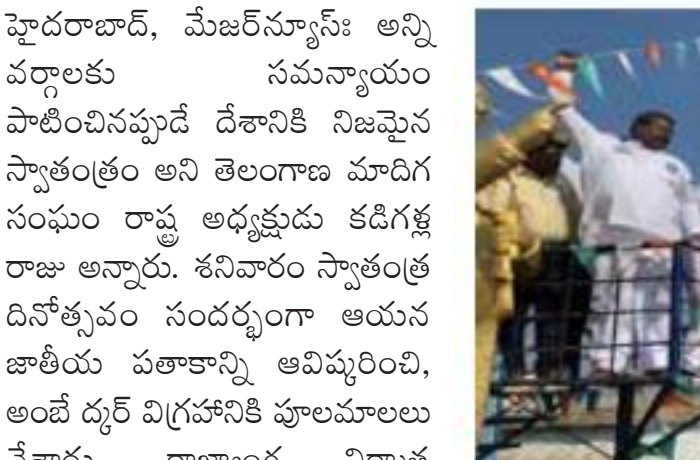 హైదరాబాద్, మేజర్‌న్యూస్ః అన్ని
వర్గాలకు సమన్యాయం
పాటించినప్పుడే దేశానికి నిజమైన
స్వాతంత్రం అని తెలంగాణ మాదిగ
సంఘం రాష్ట్ర అధ్యక్షుడు కడిగళ్ల
రాజు అన్నారు. శనివారం స్వాతంత్ర
దినోత్సవం సందర్భంగా ఆయన
జాతీయ పతాకాన్ని ఆవిష్కరించి,
అంబే ద్కర్ విగ్రహానికి పూలమాలలు